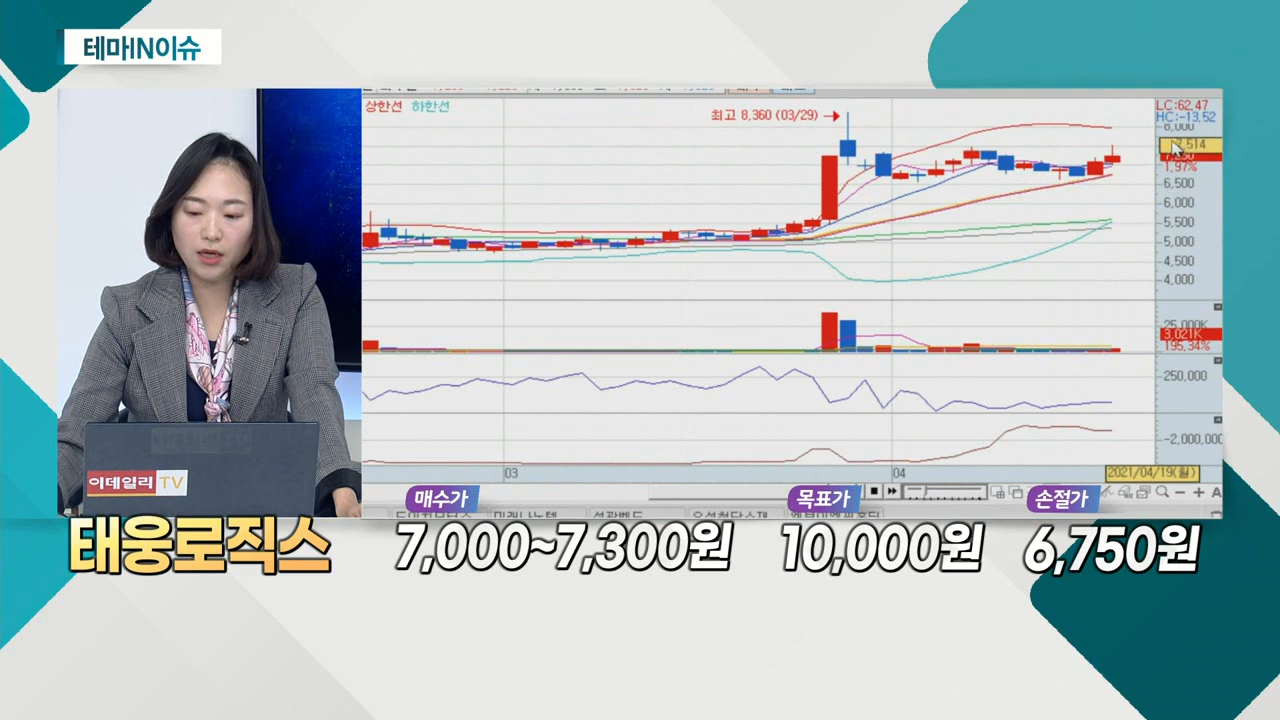 테마IN이슈
상한선 하한선
최고 8,360 (03/29)
LC:62.47
HC:-13.52
8,000
7,514
1.97%
6,500
6,000
5,500
5,000
4,500
4,000
25,000K
3,021K
195.34%
250,000
-2,000,000
03
04
2021/04/19(월)
이데일리 TV
매수가
목표가
손절가
태웅로직스
7,000~7,300원
10,000원
6,750원